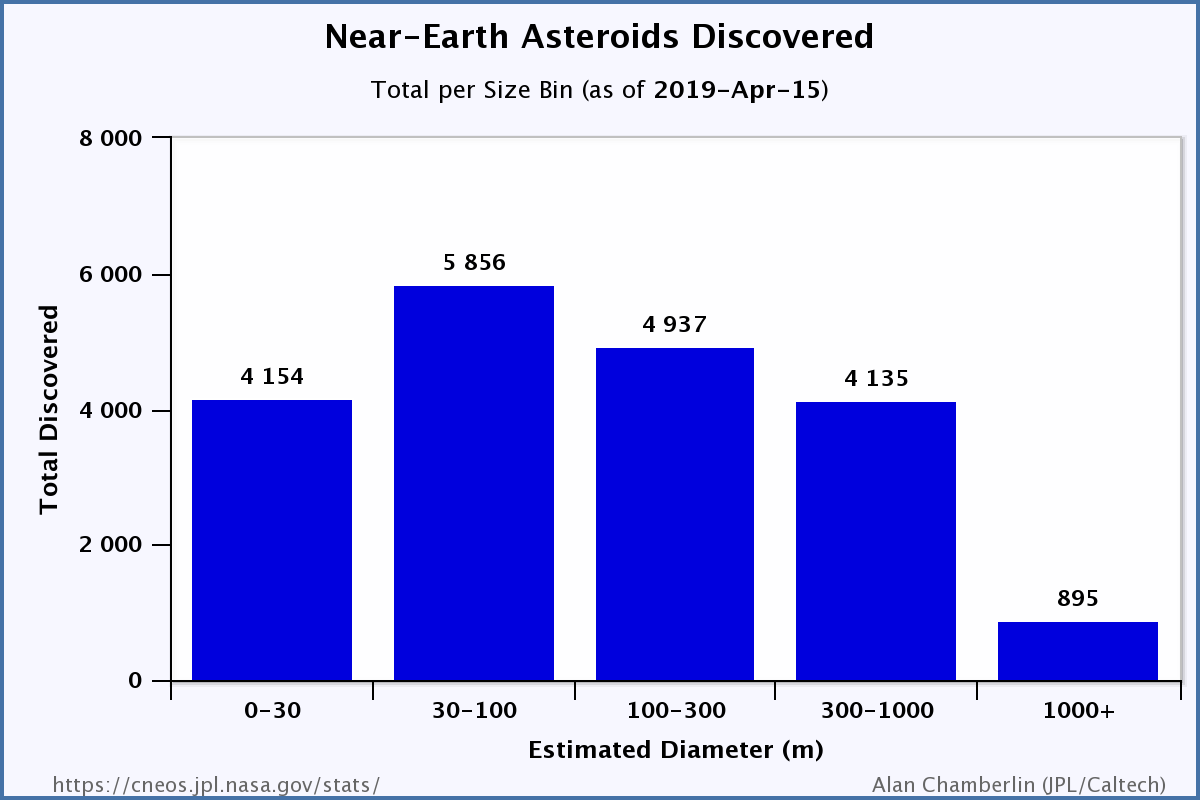 Near-Earth Asteroids Discovered
Total per Size Bin (as of 2019-Apr-15)
8 000
6 000
4 000
2 000
0
Total Discovered
4 154
5 856
4 937
4 135
895
0-30
30-100
100-300
300-1000
1000+
Estimated Diameter (m)
https://cneos.jpl.nasa.gov/stats/
Alan Chamberlin (JPL/Caltech)